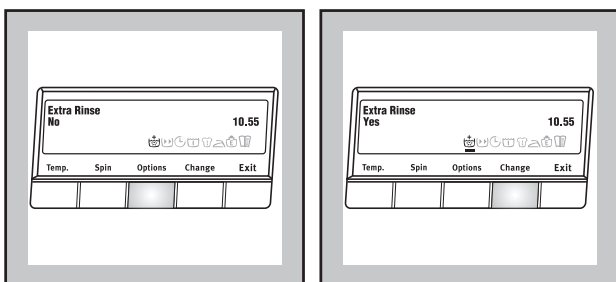 Extra Rinse
No 10.55
Temp. Spin Options Change Exit
Extra Rinse
Yes 10.55
Temp. Spin Options Change Exit